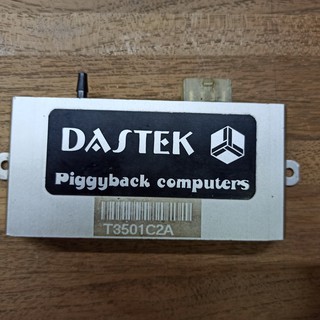 DASTEK
Piggyback computers
T3501C2A